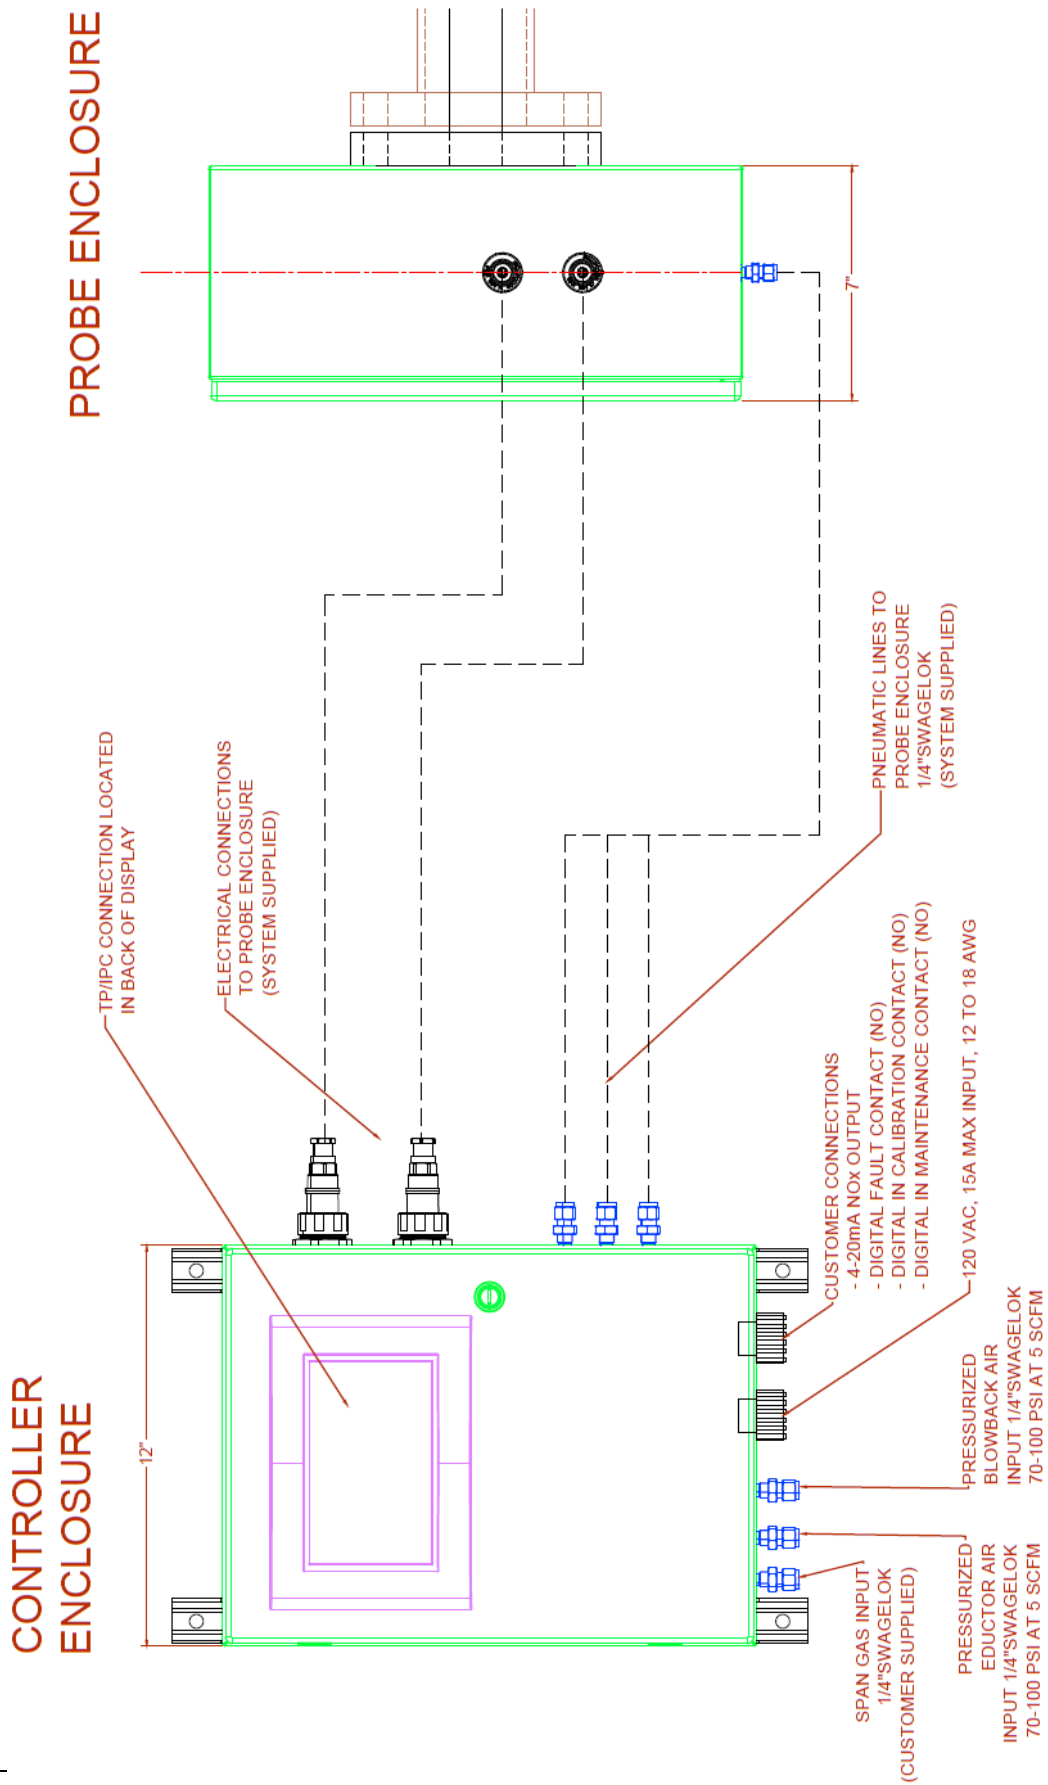 CONTROLLER
ENCLOSURE
PROBE ENCLOSURE
12"
TP/IPC CONNECTION LOCATED
IN BACK OF DISPLAY
ELECTRICAL CONNECTIONS
TO PROBE ENCLOSURE
(SYSTEM SUPPLIED)
7"
PNEUMATIC LINES TO
PROBE ENCLOSURE
1/4"SWAGELOK
(SYSTEM SUPPLIED)
CUSTOMER CONNECTIONS
- 4-20mA NOx OUTPUT
- DIGITAL FAULT CONTACT (NO)
- DIGITAL IN CALIBRATION CONTACT (NO)
- DIGITAL IN MAINTENANCE CONTACT (NO)
120 VAC, 15A MAX INPUT, 12 TO 18 AWG
SPAN GAS INPUT
1/4"SWAGELOK
(CUSTOMER SUPPLIED)
PRESSURIZED
EDUCTOR AIR
INPUT 1/4"SWAGELOK
70-100 PSI AT 5 SCFM
PRESSURIZED
BLOWBACK AIR
INPUT 1/4"SWAGELOK
70-100 PSI AT 5 SCFM